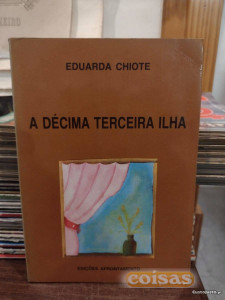 EDUARDA CHIOTE
A DÉCIMA TERCEIRA ILHA
coisas